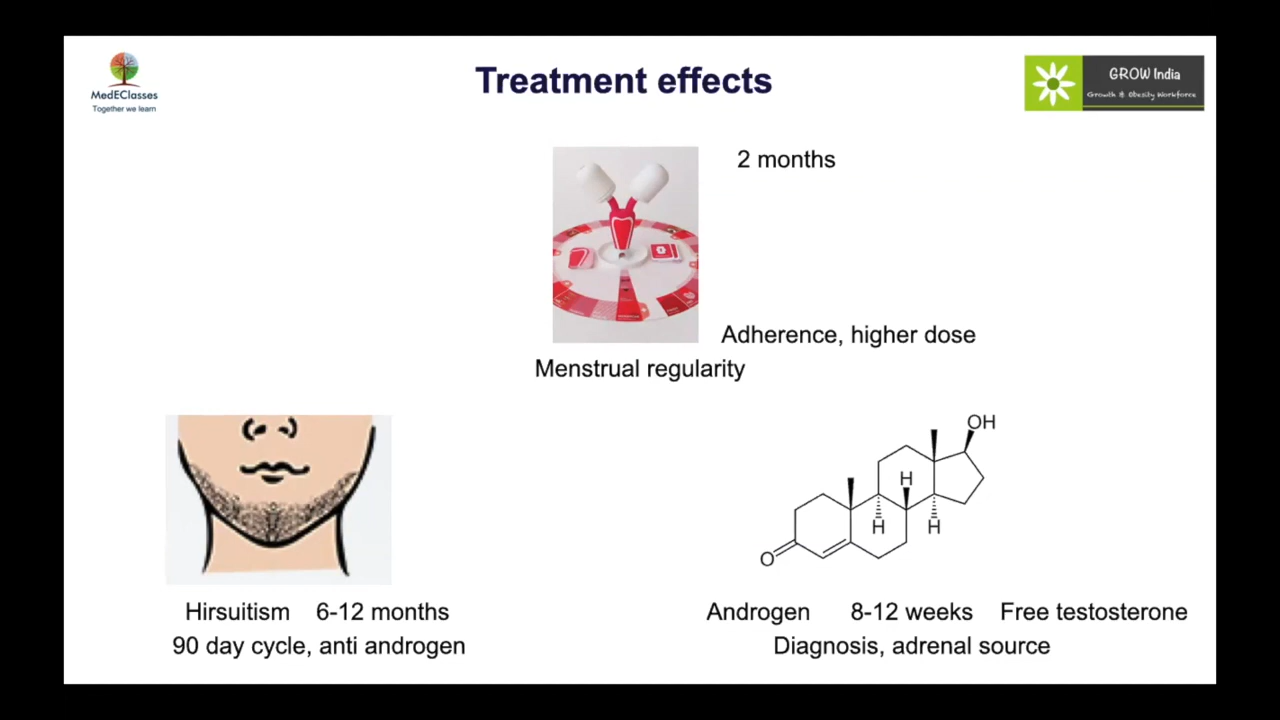 MedEClasses
Together we learn
Treatment effects
GROW India
Growth & Obesity Workforce
2 months
Adherence, higher dose
Menstrual regularity
OH
H
H
H
O
Hirsuitism 6-12 months
90 day cycle, anti androgen
Androgen 8-12 weeks Free testosterone
Diagnosis, adrenal source